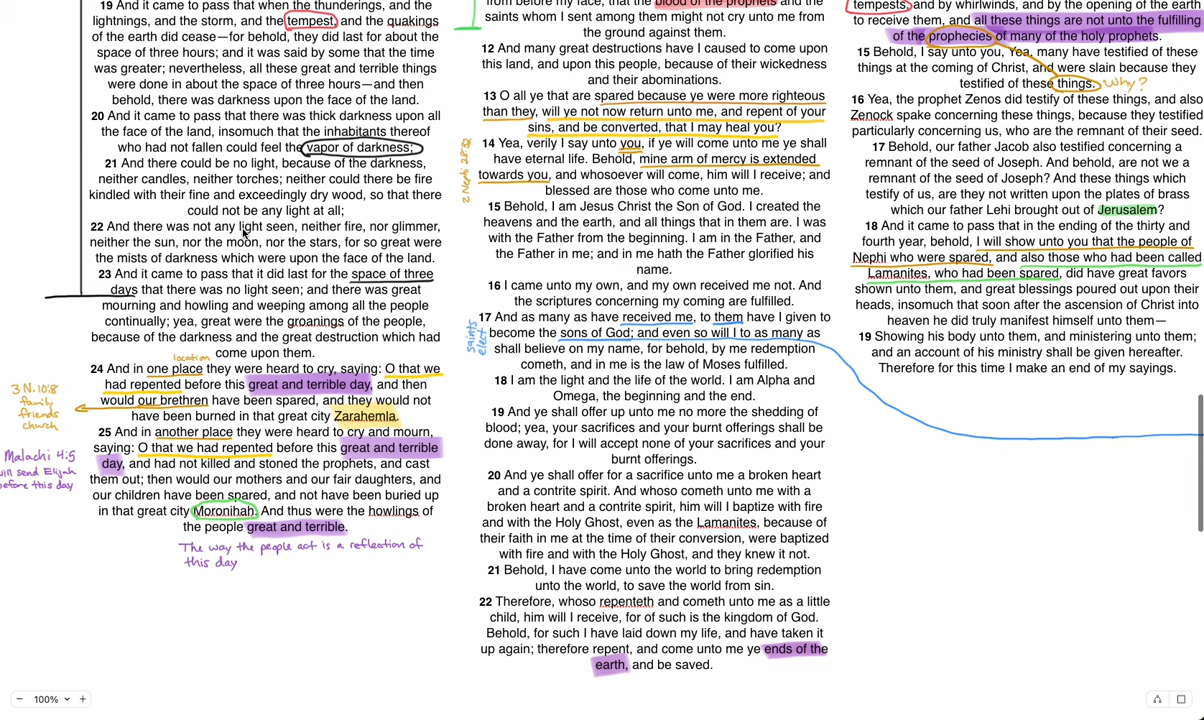 19 And it came to pass that when the thunderings, and the
lightnings, and the storm, and the tempest, and the quakings
of the earth did cease—for behold, they did last for about the
space of three hours; and it was said by some that the time
was greater; nevertheless, all these great and terrible things
were done in about the space of three hours—and then
behold, there was darkness upon the face of the land.
20 And it came to pass that there was thick darkness upon all
the face of the land, insomuch that the inhabitants thereof
who had not fallen could feel the vapor of darkness;
21 And there could be no light, because of the darkness,
neither candles, neither torches; neither could there be fire
kindled with their fine and exceedingly dry wood, so that there
could not be any light at all;
22 And there was not any light seen, neither fire, nor glimmer,
neither the sun, nor the moon, nor the stars, for so great were
the mists of darkness which were upon the face of the land.
23 And it came to pass that it did last for the space of three
days that there was no light seen; and there was great
mourning and howling and weeping among all the people
continually; yea, great were the groanings of the people,
because of the darkness and the great destruction which had
come upon them.
location
24 And in one place they were heard to cry, saying: O that we
had repented before this great and terrible day, and then
would our brethren have been spared, and they would not
have been burined in that great city Zarahemla.
3 N. 10:8
family
friends
church
25 And in another place they were heard to cry and mourn,
saying: O that we had repented before this great and terrible
day, and had not killed and stoned the prophets, and cast
them out; then would our mothers and our fair daughters, and
our children have been spared, and not have been buried up
in that great city Moronihah. And thus were the howlings of
the people great and terrible.
Malachi 4:5
will send Elijah
before this day
The way the people act is a reflection of
this day
from before my face, that the blood of the prophets and the
saints whom I sent among them might not cry unto me from
the ground against them.
12 And many great destructions have I caused to come upon
this land, and upon this people, because of their wickedness
and their abominations.
13 O all ye that are spared because ye were more righteous
than they, will ye not now return unto me, and repent of your
sins, and be converted, that I may heal you?
14 Yea, verily I say unto you, if ye will come unto me ye shall
have eternal life. Behold, mine arm of mercy is extended
towards you, and whosoever will come, him will I receive; and
blessed are those who come unto me.
2 Nephi 28:32
15 Behold, I am Jesus Christ the Son of God. I created the
heavens and the earth, and all things that in them are. I was
with the Father from the beginning. I am in the Father, and
the Father in me; and in me hath the Father glorified his
name.
16 I came unto my own, and my own received me not. And
the scriptures concerning my coming are fulfilled.
17 And as many as have received me, to them have I given to
become the sons of God; and even so will I to as many as
shall believe on my name, for behold, by me redemption
cometh, and in me is the law of Moses fulfilled.
saints
elect
18 I am the light and the life of the world. I am Alpha and
Omega, the beginning and the end.
19 And ye shall offer up unto me no more the shedding of
blood; yea, your sacrifices and your burnt offerings shall be
done away, for I will accept none of your sacrifices and your
burnt offerings.
20 And ye shall offer for a sacrifice unto me a broken heart
and a contrite spirit. And whoso cometh unto me with a
broken heart and a contrite spirit, him will I baptize with fire
and with the Holy Ghost, even as the Lamanites, because of
their faith in me at the time of their conversion, were baptized
with fire and with the Holy Ghost, and they knew it not.
21 Behold, I have come unto the world to bring redemption
unto the world, to save the world from sin.
22 Therefore, whoso repenteth and cometh unto me as a little
child, him will I receive, for of such is the kingdom of God.
Behold, for such I have laid down my life, and have taken it
up again; therefore repent, and come unto me ye ends of the
earth, and be saved.
tempests, and by whirlwinds, and by the opening of the earth
to receive them, and all these things are not unto the fulfilling
of the prophecies of many of the holy prophets.
15 Behold, I say unto you, Yea, many have testified of these
things at the coming of Christ, and were slain because they
testified of these things. Why?
16 Yea, the prophet Zenos did testify of these things, and also
Zenock spake concerning these things, because they testified
particularly concerning us, who are the remnant of their seed.
17 Behold, our father Jacob also testified concerning a
remnant of the seed of Joseph. And behold, are not we a
remnant of the seed of Joseph? And these things which
testify of us, are they not written upon the plates of brass
which our father Lehi brought out of Jerusalem?
18 And it came to pass that in the ending of the thirty and
fourth year, behold, I will show unto you that the people of
Nephi who were spared, and also those who had been called
Lamanites, who had been spared, did have great favors
shown unto them, and great blessings poured out upon their
heads, insomuch that soon after the ascension of Christ into
heaven he did truly manifest himself unto them—
19 Showing his body unto them, and ministering unto them;
and an account of his ministry shall be given hereafter.
Therefore for this time I make an end of my sayings.
100%